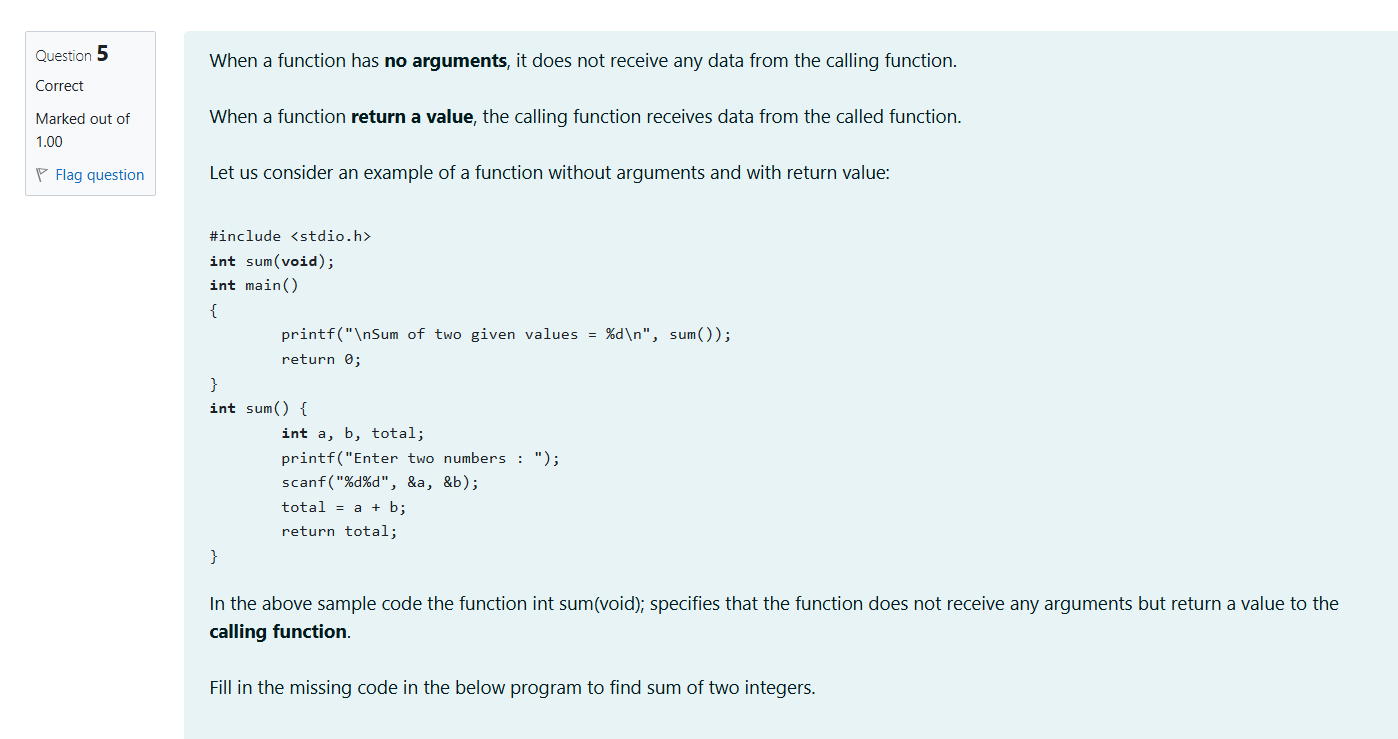 Question 5
Correct
Marked out of
1.00
Flag question
When a function has no arguments, it does not receive any data from the calling function.
When a function return a value, the calling function receives data from the called function.
Let us consider an example of a function without arguments and with return value:
#include <stdio.h>
int sum(void);
int main()
{
        printf("\nSum of two given values = %d\n", sum());
        return 0;
}
int sum() {
        int a, b, total;
        printf("Enter two numbers : ");
        scanf("%d%d", &a, &b);
        total = a + b;
        return total;
}
In the above sample code the function int sum(void); specifies that the function does not receive any arguments but return a value to the
calling function.
Fill in the missing code in the below program to find sum of two integers.